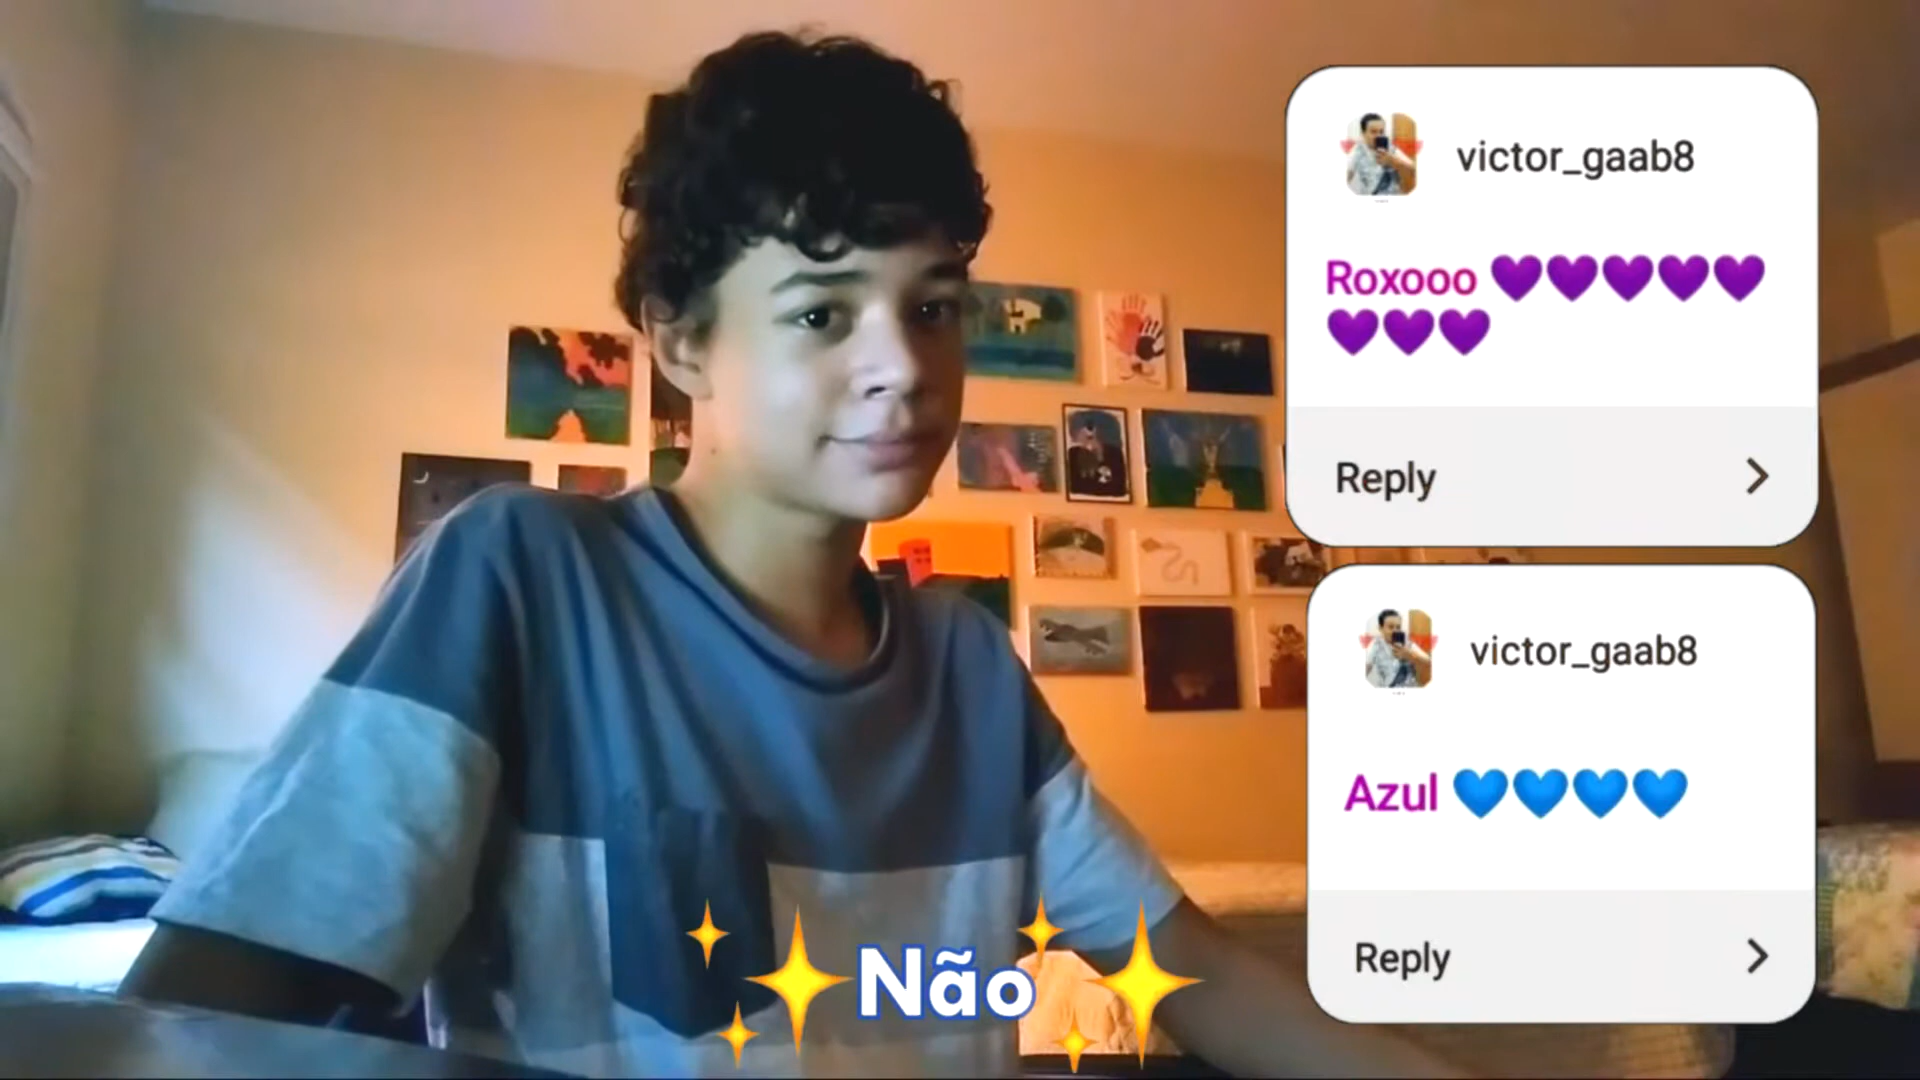 victor_gaab8
Roxooo 💜💜💜💜💜
💜💜💜
Reply
victor_gaab8
Azul 💙💙💙💙
Reply
✨Não✨